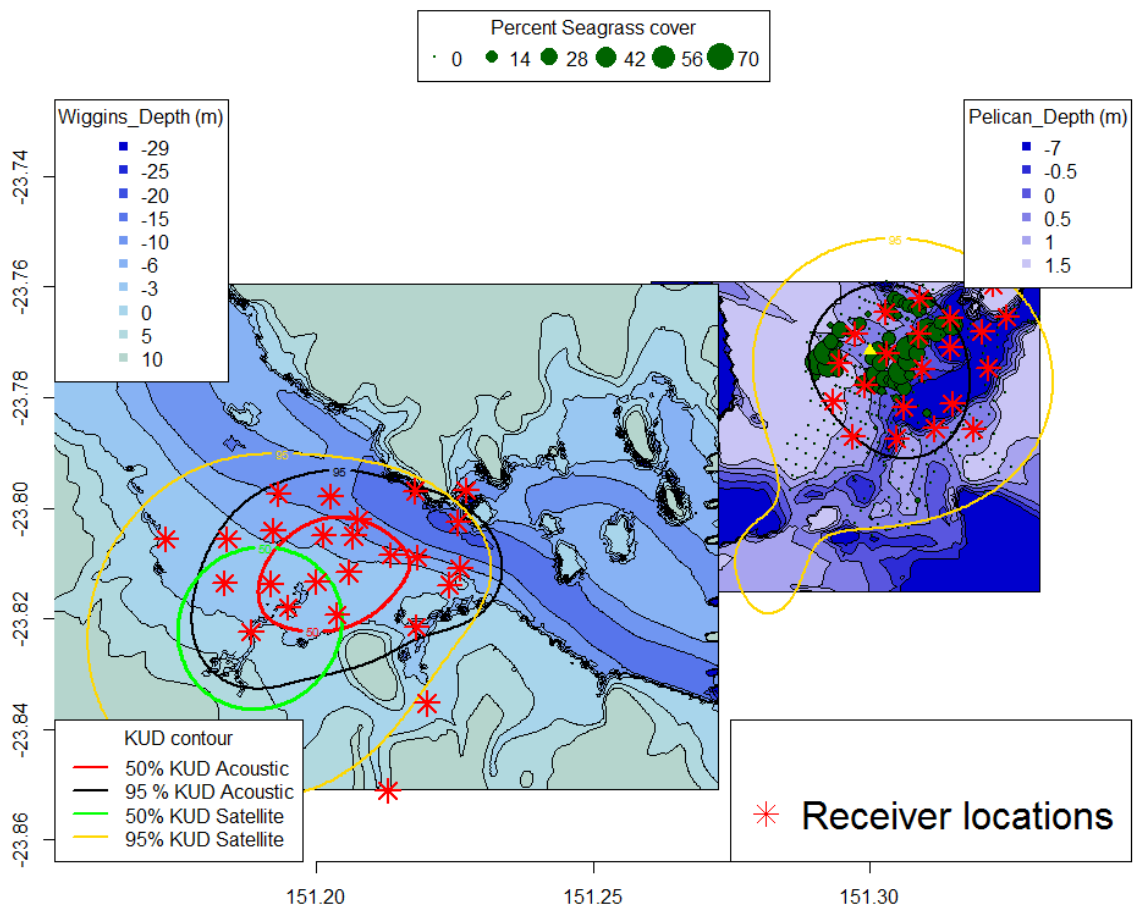 Percent Seagrass cover
0 14 28 42 56 70
Wiggins_Depth (m)
-29
-25
-20
-15
-10
-6
-3
0
5
10
Pelican_Depth (m)
-7
-0.5
0
0.5
1
1.5
-23.74
-23.76
-23.78
-23.80
-23.82
-23.84
-23.86
95
95
95
50
50
KUD contour
50% KUD Acoustic
95 % KUD Acoustic
50% KUD Satellite
95% KUD Satellite
Receiver locations
151.20 151.25 151.30